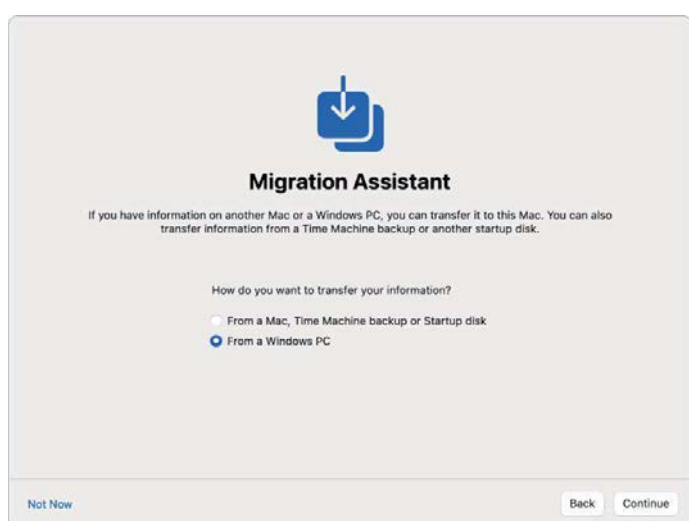 Migration Assistant
If you have information on another Mac or a Windows PC, you can transfer it to this Mac. You can also
transfer information from a Time Machine backup or another startup disk.
How do you want to transfer your information?
From a Mac, Time Machine backup or Startup disk
From a Windows PC
Not Now
Back
Continue